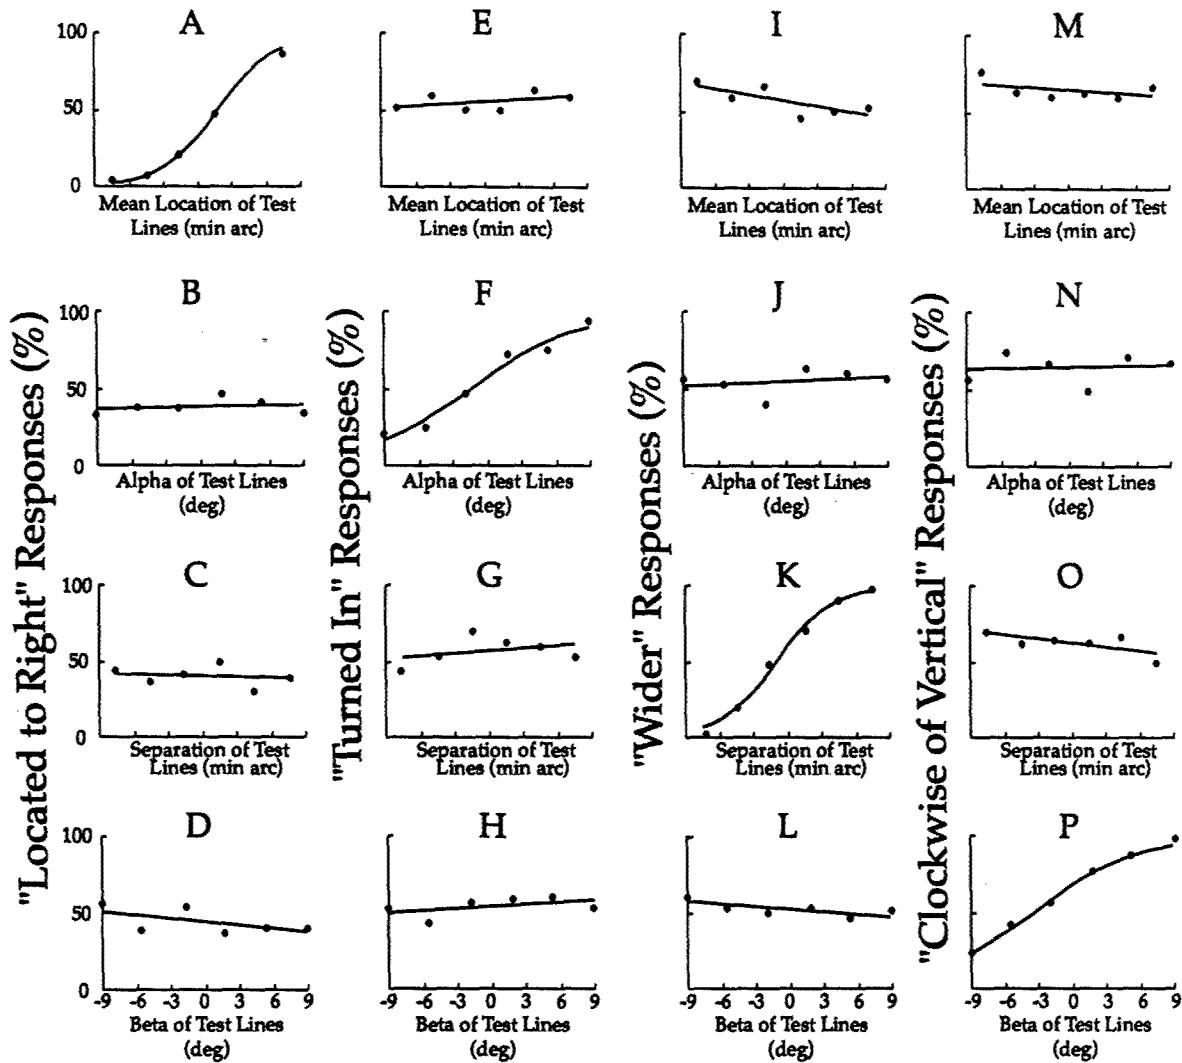 A
E
I
M
100
50
0
Mean Location of Test
Lines (min arc)
Mean Location of Test
Lines (min arc)
Mean Location of Test
Lines (min arc)
Mean Location of Test
Lines (min arc)
"Located to Right" Responses (%)
"Turned In" Responses (%)
"Wider" Responses (%)
"Clockwise of Vertical" Responses (%)
B
F
J
N
100
50
0
Alpha of Test Lines
(deg)
Alpha of Test Lines
(deg)
Alpha of Test Lines
(deg)
Alpha of Test Lines
(deg)
C
G
K
O
100
50
0
Separation of Test
Lines (min arc)
Separation of Test
Lines (min arc)
Separation of Test
Lines (min arc)
Separation of Test
Lines (min arc)
D
H
L
P
100
50
0
-9 -6 -3 0 3 6 9
-9 -6 -3 0 3 6 9
-9 -6 -3 0 3 6 9
-9 -6 -3 0 3 6 9
Beta of Test Lines
(deg)
Beta of Test Lines
(deg)
Beta of Test Lines
(deg)
Beta of Test Lines
(deg)